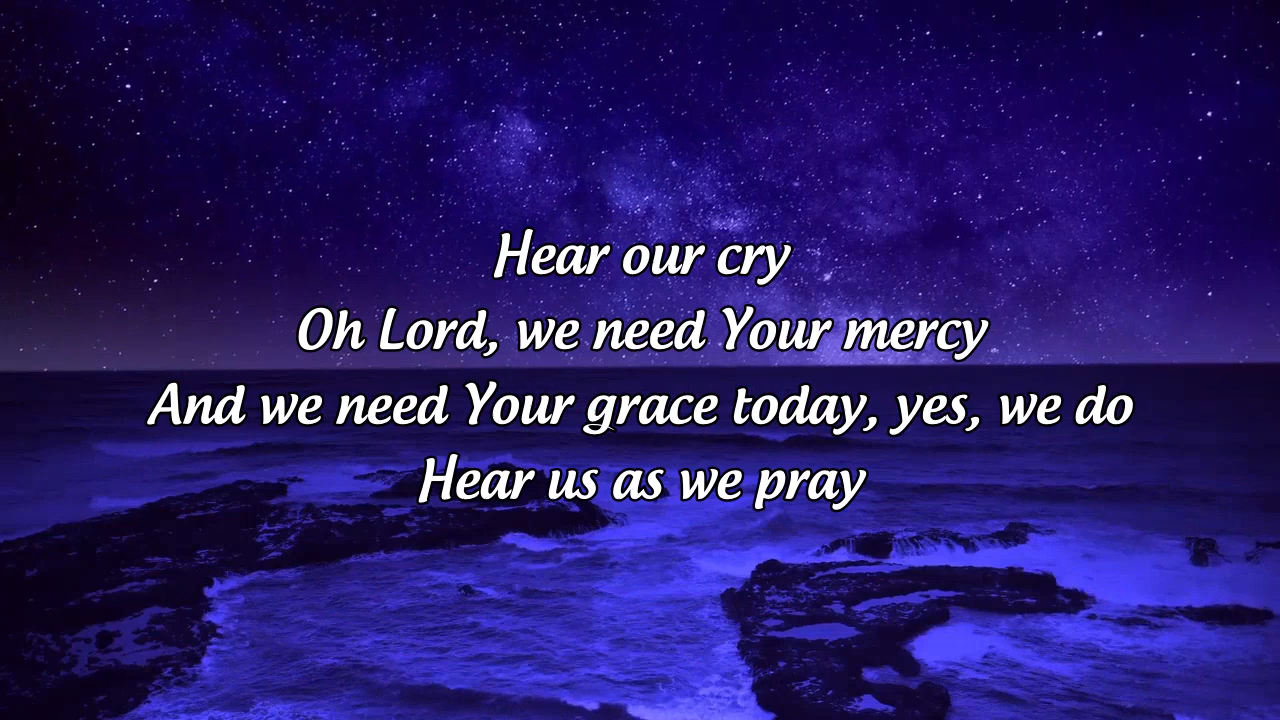 Hear our cry
Oh Lord, we need Your mercy
And we need Your grace today, yes, we do
Hear us as we pray